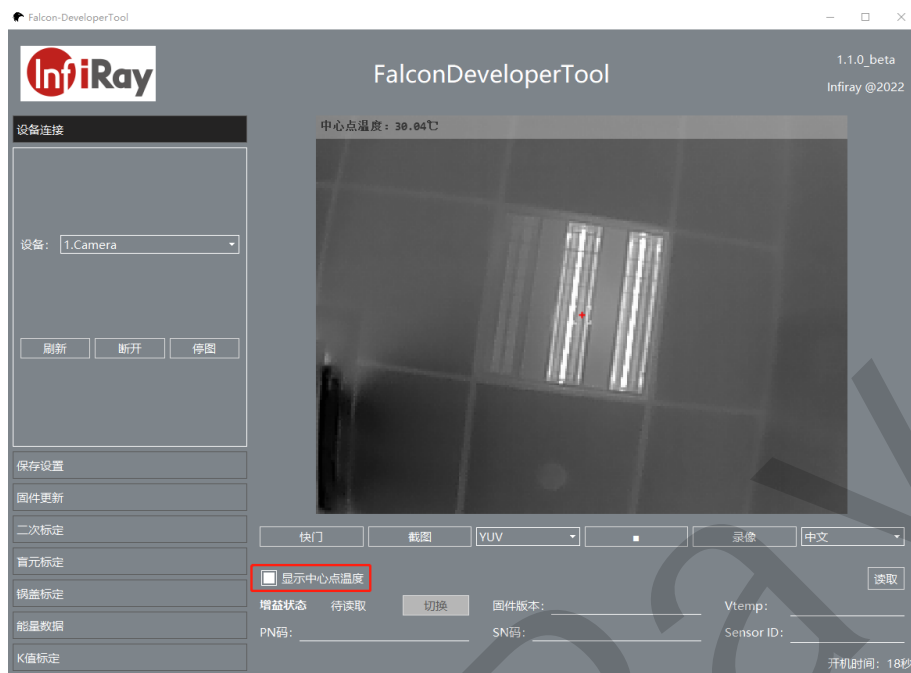 Falcon-DeveloperTool
InfiRay
FalconDeveloperTool
1.1.0_beta
Infiray @2022
设备连接
中心点温度：30.04℃
设备： 1.Camera
刷新 断开 停图
保存设置
固件更新
二次标定
盲元标定
锅盖标定
能量数据
K值标定
快门 截图 YUV 录像 中文
显示中心点温度 读取
增益状态 待读取 切换 固件版本： Vtemp:
PN码： SN码： Sensor ID:
开机时间：18秒